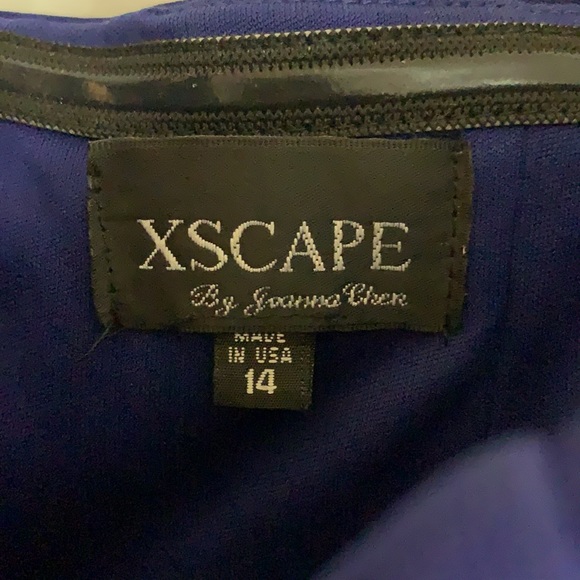 XSCAPE
By Joanna Chen
MADE
IN USA
14